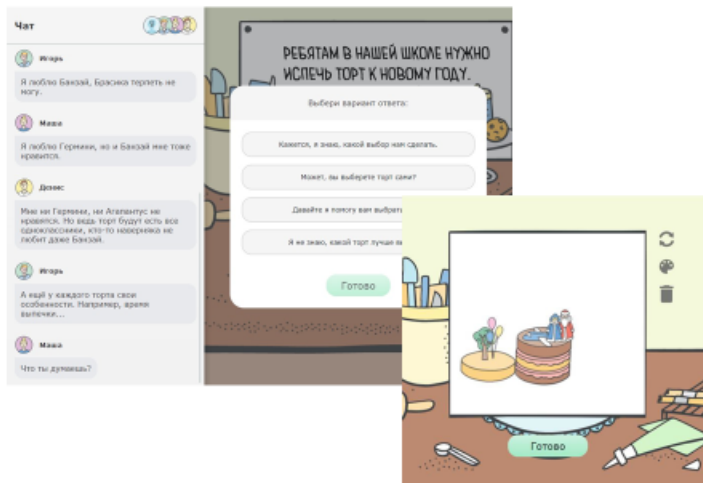 Чат
Игорь
Я люблю Банзай, Брасика терпеть не
могу.
Маша
Я люблю Гермини, но и Банзай мне тоже
нравится.
Денис
Мне ни Гермини, ни Агапантус не
нравятся. Но ведь торт будут есть все
одноклассники, кто-то наверняка не
любит даже Банзай.
Игорь
А ещё у каждого торта свои
особенности. Например, время
выпечки...
Маша
Что ты думаешь?
РЕБЯТАМ В НАШЕЙ ШКОЛЕ НУЖНО
ИСПЕЧЬ ТОРТ К НОВОМУ ГОДУ.
Выбери вариант ответа:
Кажется, я знаю, какой выбор нам сделать.
Может, вы выберете торт сами?
Давайте я помогу вам выбрать
Я не знаю, какой торт лучше
Готово
Готово